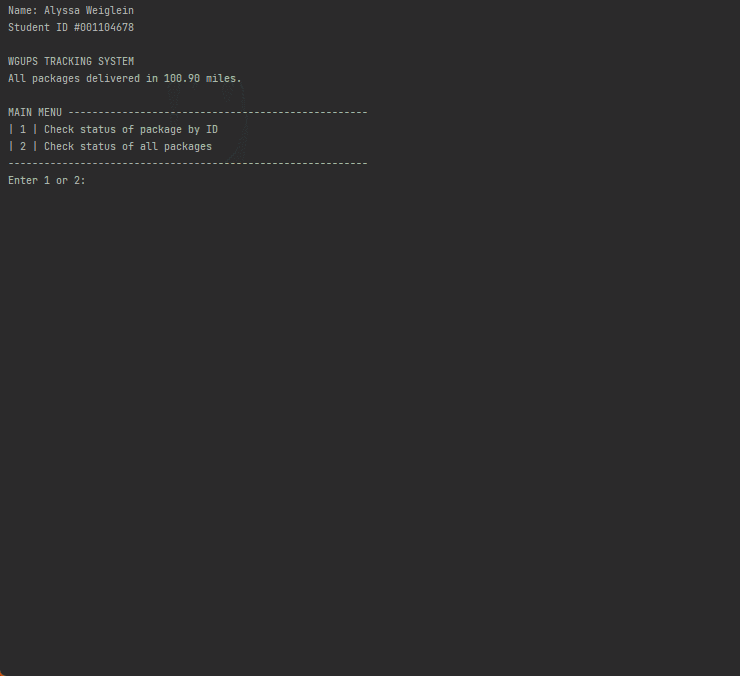 Name: Alyssa Weiglein
Student ID #001104678
WGUPS TRACKING SYSTEM
All packages delivered in 100.90 miles.
MAIN MENU --------------------------------------------------
| 1 | Check status of package by ID
| 2 | Check status of all packages
------------------------------------------------------------
Enter 1 or 2: